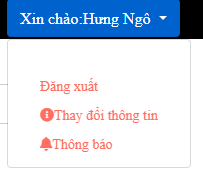 Xin chào:Hưng Ngô
Đăng xuất
Thay đổi thông tin
Thông báo